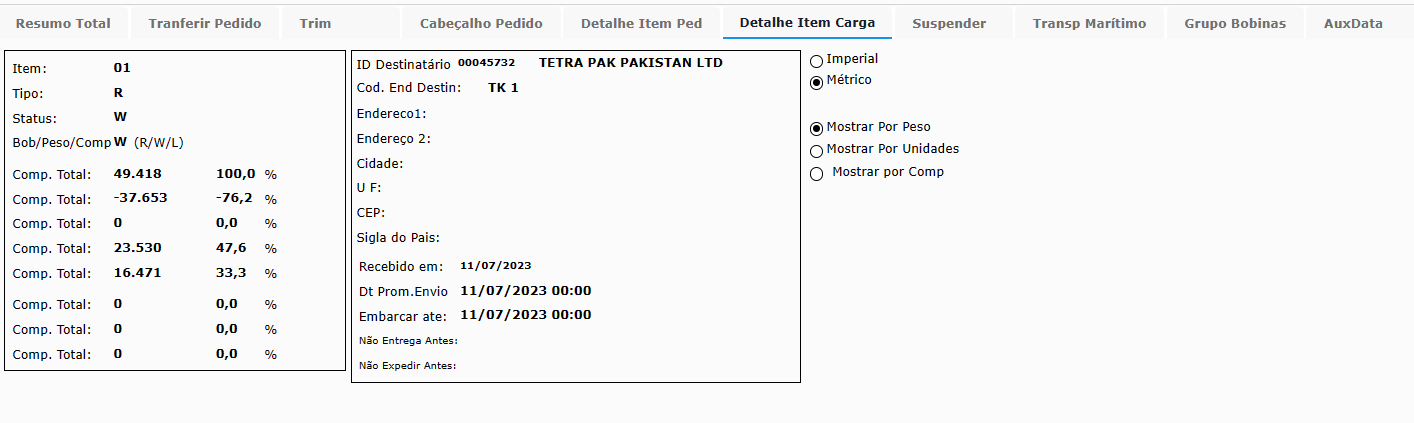 Resumo Total Tranferir Pedido Trim Cabeçalho Pedido Detalhe Item Ped Detalhe Item Carga Suspender Transp Marítimo Grupo Bobinas AuxData
Item: 01
Tipo: R
Status: W
Bob/Peso/Comp W (R/W/L)
Comp. Total: 49.418 100,0 %
Comp. Total: -37.653 -76,2 %
Comp. Total: 0 0,0 %
Comp. Total: 23.530 47,6 %
Comp. Total: 16.471 33,3 %
Comp. Total: 0 0,0 %
Comp. Total: 0 0,0 %
Comp. Total: 0 0,0 %
ID Destinatário 00045732 TETRA PAK PAKISTAN LTD
Cod. End Destin: TK 1
Endereco1:
Endereço 2:
Cidade:
U F:
CEP:
Sigla do Pais:
Recebido em: 11/07/2023
Dt Prom.Envio 11/07/2023 00:00
Embarcar ate: 11/07/2023 00:00
Não Entrega Antes:
Não Expedir Antes:
Imperial
Métrico
Mostrar Por Peso
Mostrar Por Unidades
Mostrar por Comp